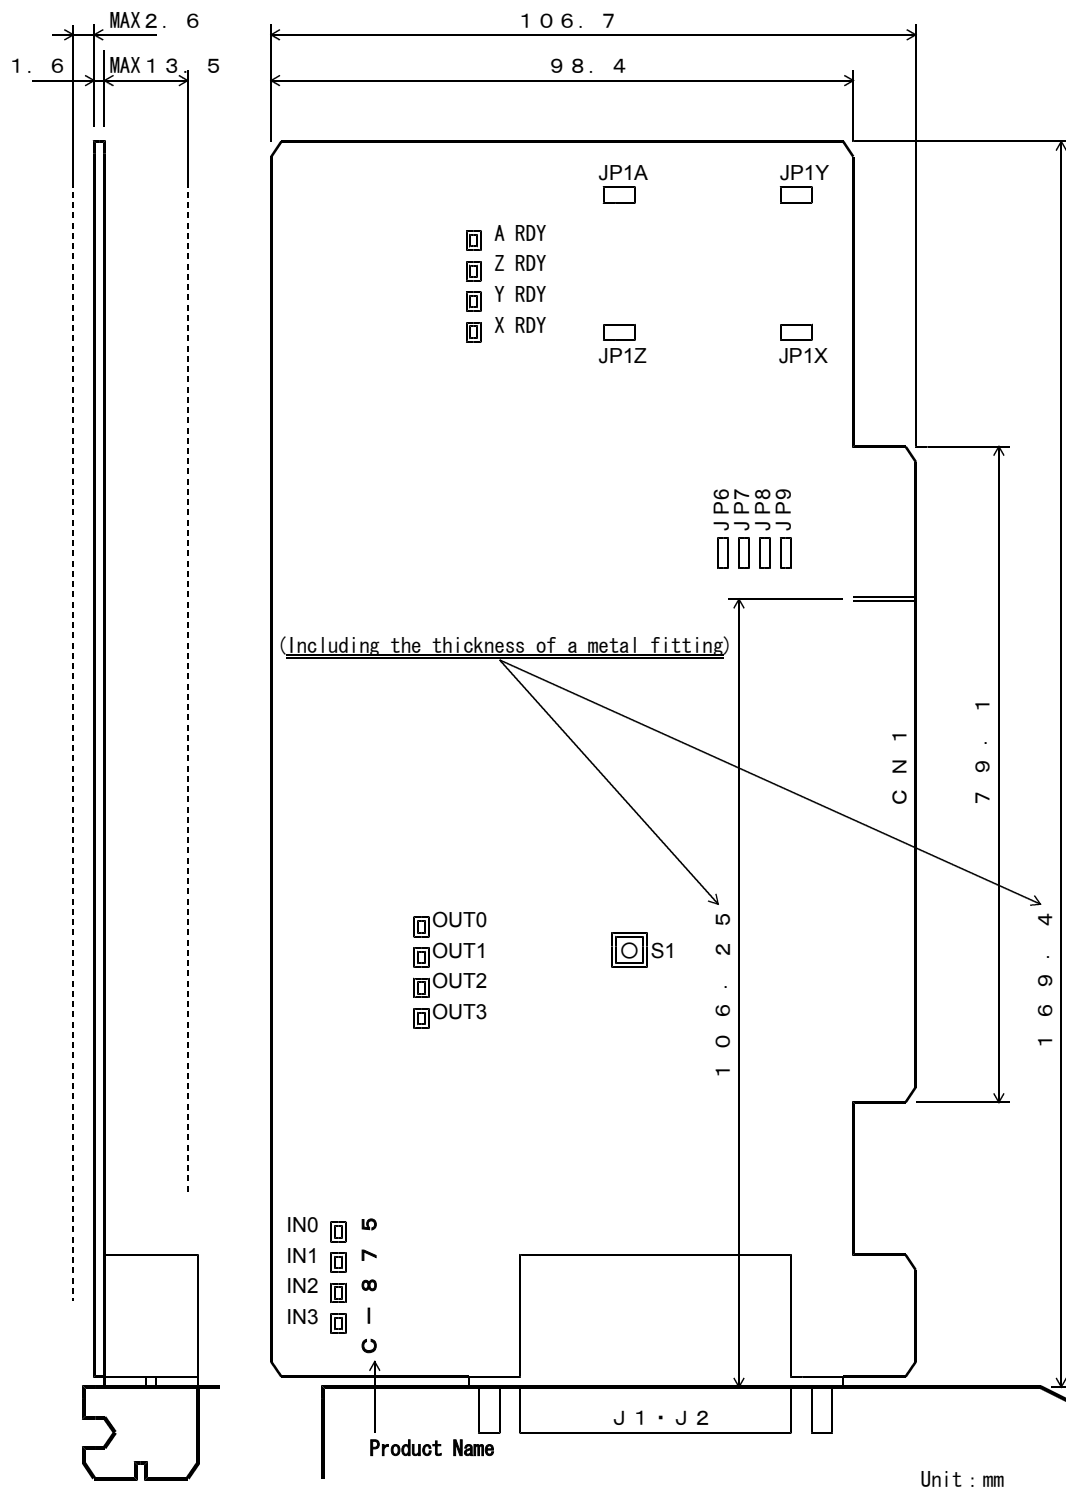 MAX2. 6
106. 7
1. 6
MAX13. 5
98. 4
JP1A
JP1Y
A RDY
Z RDY
Y RDY
X RDY
JP1Z
JP1X
JP6
JP7
JP8
JP9
(Including the thickness of a metal fitting)
CN1
79. 1
106. 25
169. 4
OUT0
OUT1
OUT2
OUT3
S1
IN0
IN1
IN2
IN3
C-875
J1・J2
Product Name
Unit : mm